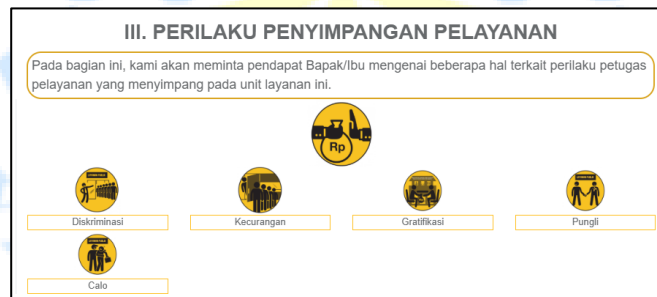 III. PERILAKU PENYIMPANGAN PELAYANAN
Pada bagian ini, kami akan meminta pendapat Bapak/Ibu mengenai beberapa hal terkait perilaku petugas
pelayanan yang menyimpang pada unit layanan ini.
Rp
Diskriminasi
Kecurangan
Gratifikasi
Pungli
Calo